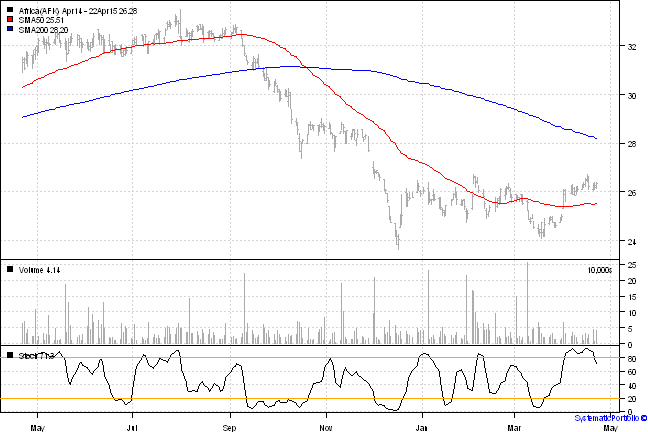 Africa(AFK) Apr14 - 22Apr15 26.28
SMA50 25.51
SMA200 28.20
32
30
28
26
24
Volume 4.14
10,000s
25
20
15
10
5
0
80
60
40
20
0
May
Jul
Sep
Nov
Jan
Mar
May
SystematicPortfolio ©